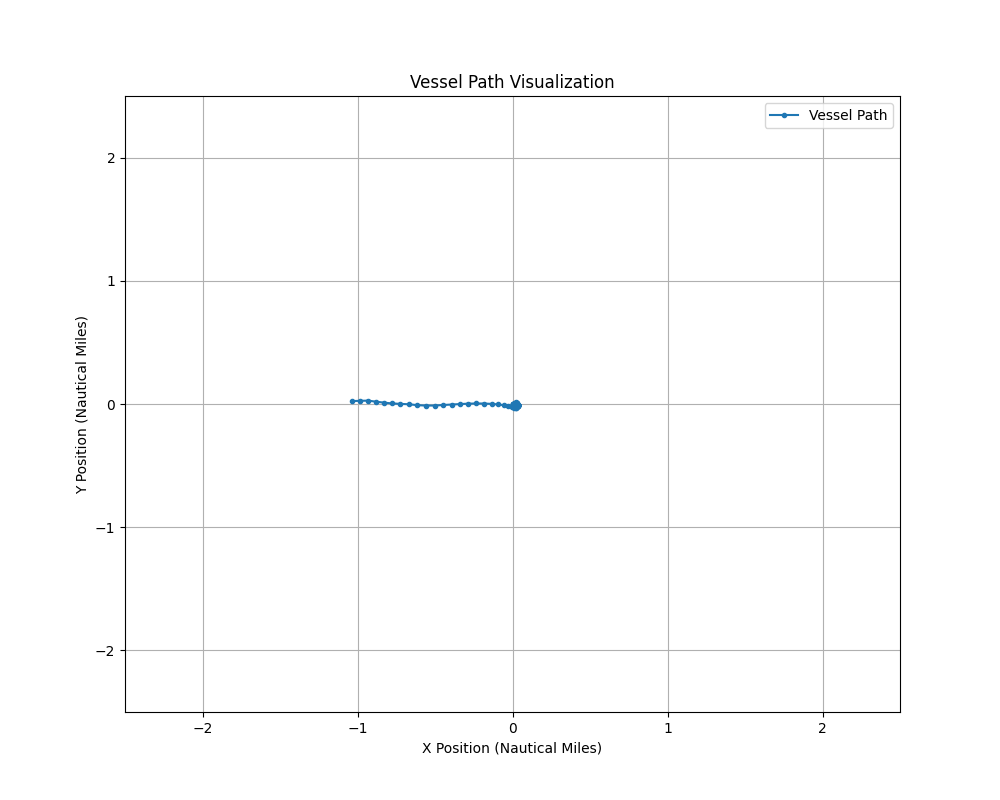 Vessel Path Visualization
Vessel Path
2
1
0
−1
−2
Y Position (Nautical Miles)
−2
−1
0
1
2
X Position (Nautical Miles)